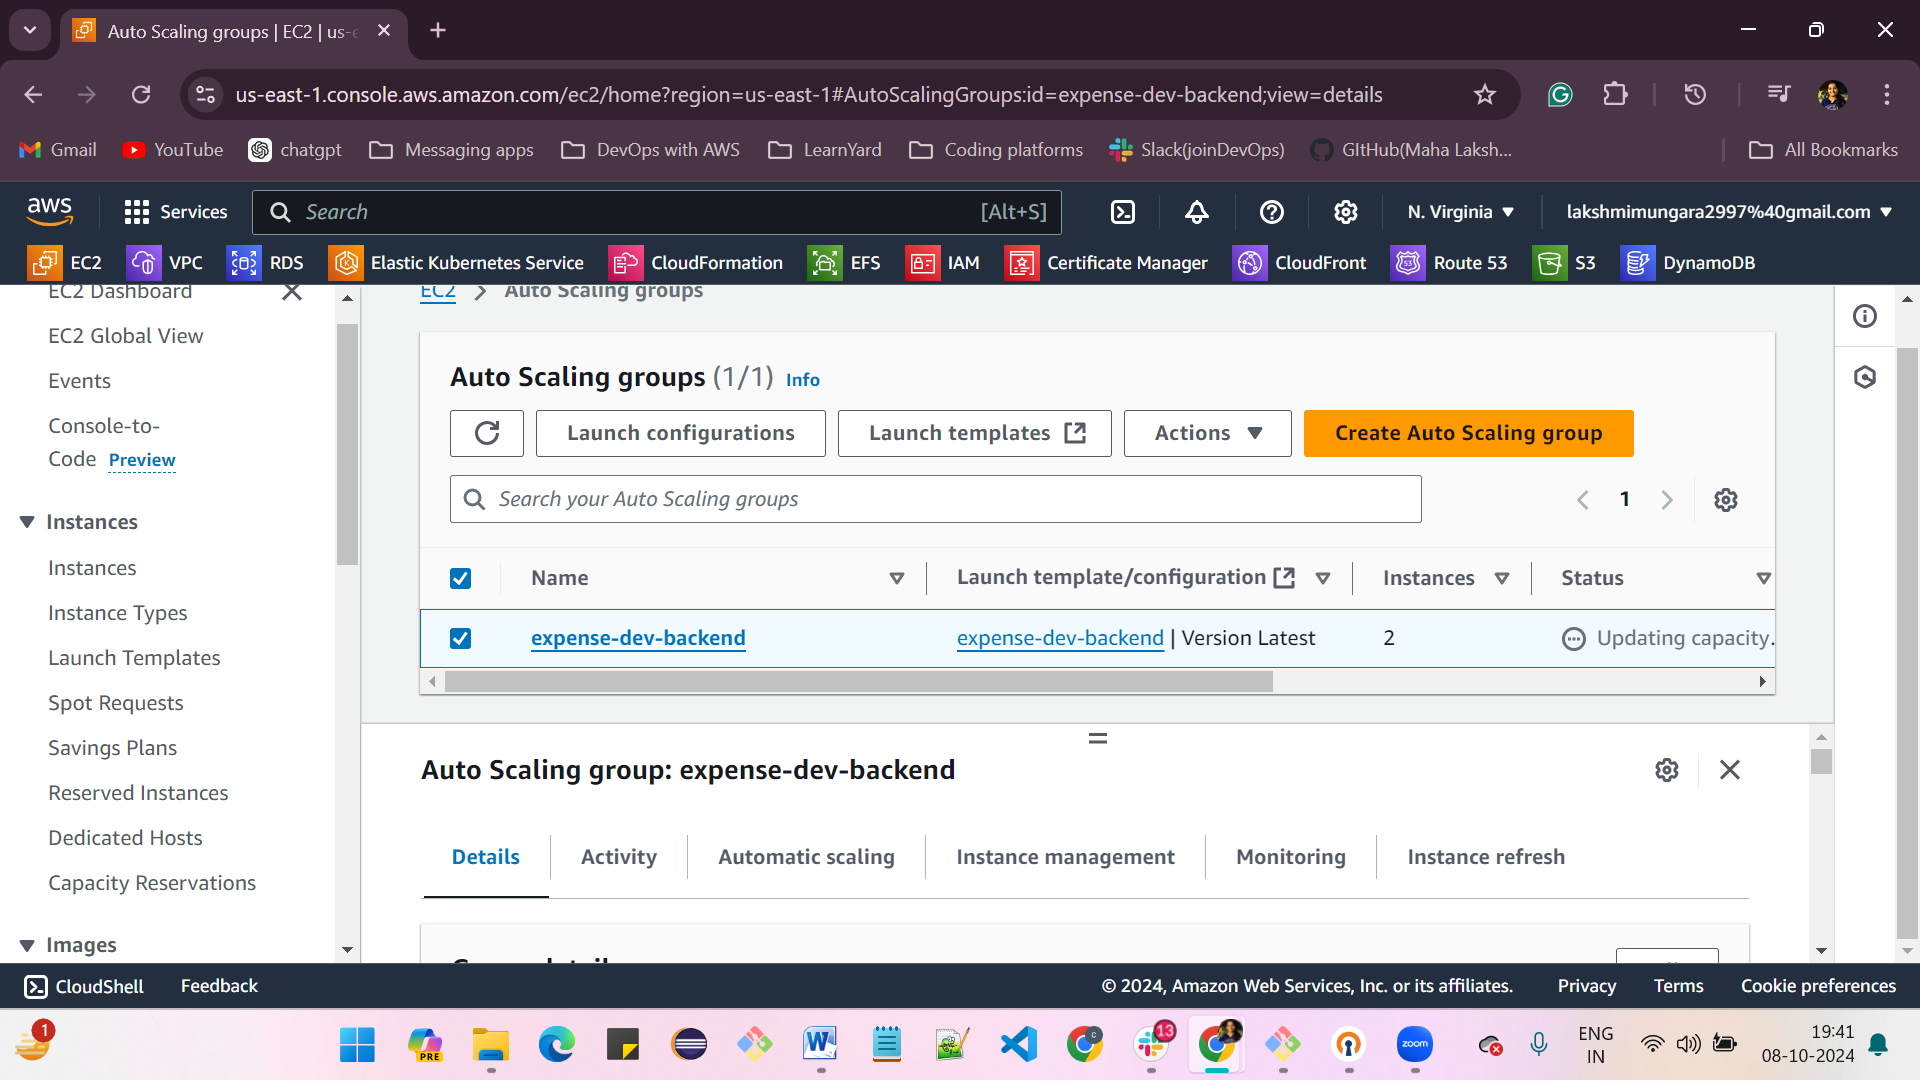 Auto Scaling groups | EC2 | us-e
us-east-1.console.aws.amazon.com/ec2/home?region=us-east-1#AutoScalingGroups:id=expense-dev-backend;view=details
Gmail
YouTube
chatgpt
Messaging apps
DevOps with AWS
LearnYard
Coding platforms
Slack(joinDevOps)
GItHub(Maha Laksh...
All Bookmarks
aws
Services
Search
[Alt+S]
N. Virginia
lakshmimungara2997%40gmail.com
EC2
VPC
RDS
Elastic Kubernetes Service
CloudFormation
EFS
IAM
Certificate Manager
CloudFront
Route 53
S3
DynamoDB
EC2 Dashboard
EC2 Global View
Events
Console-to-
Code Preview
Instances
Instances
Instance Types
Launch Templates
Spot Requests
Savings Plans
Reserved Instances
Dedicated Hosts
Capacity Reservations
Images
EC2 > Auto Scaling groups
Auto Scaling groups (1/1) Info
Launch configurations
Launch templates
Actions
Create Auto Scaling group
Search your Auto Scaling groups
1
Name
Launch template/configuration
Instances
Status
expense-dev-backend
expense-dev-backend | Version Latest
2
Updating capacity.
Auto Scaling group: expense-dev-backend
Details
Activity
Automatic scaling
Instance management
Monitoring
Instance refresh
CloudShell
Feedback
© 2024, Amazon Web Services, Inc. or its affiliates.
Privacy
Terms
Cookie preferences
1
PRE
13
zoom
ENG
IN
19:41
08-10-2024